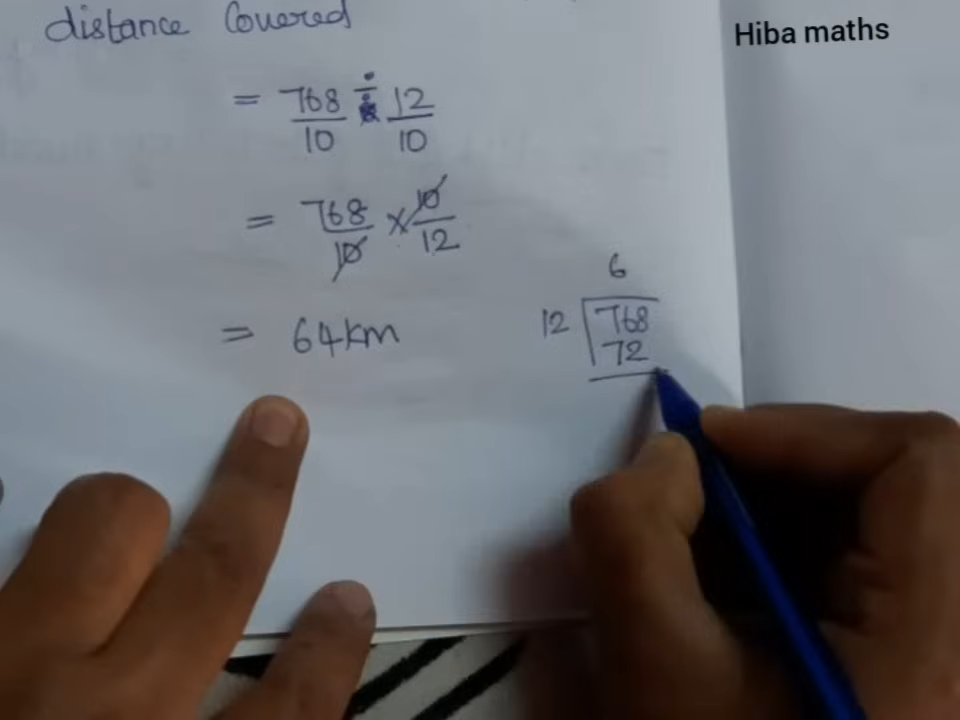 distance Covered
Hiba maths
= 768/10 ÷ 12/10
= 768/10 × 10/12
= 64km
6
12 768
72